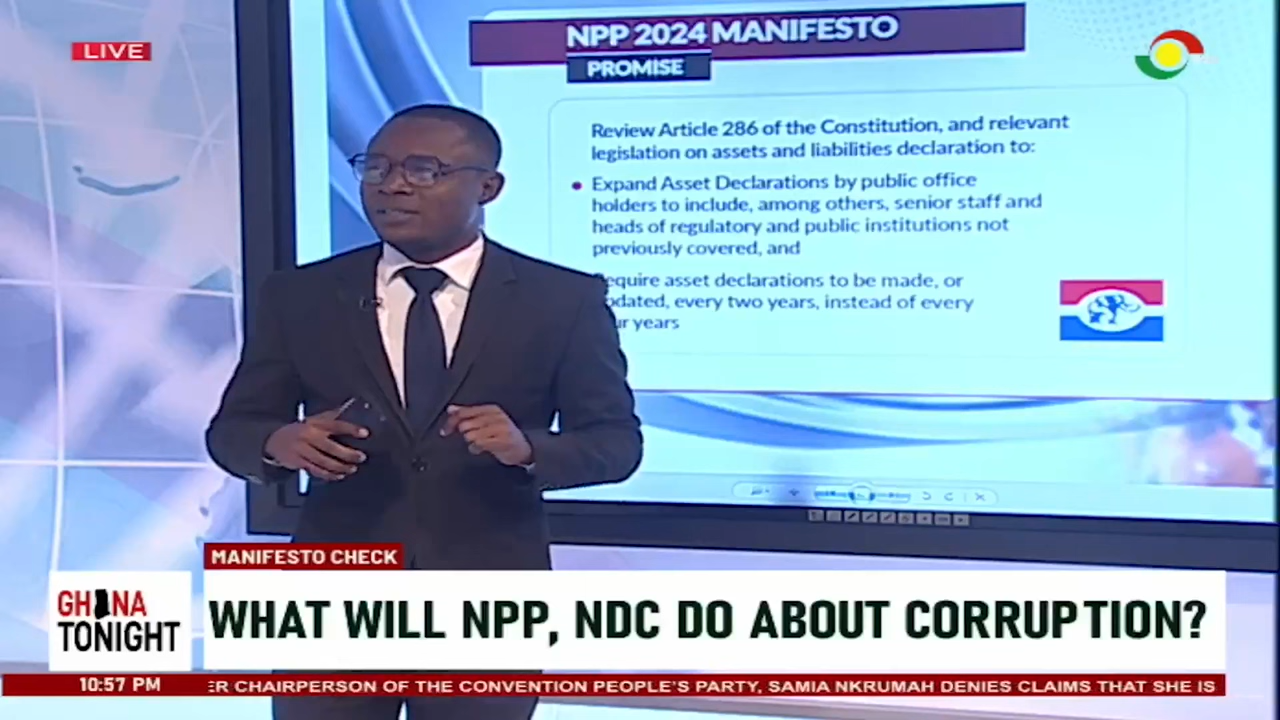 LIVE
NPP 2024 MANIFESTO
PROMISE
Review Article 286 of the Constitution, and relevant
legislation on assets and liabilities declaration to:
Expand Asset Declarations by public office
holders to include, among others, senior staff and
heads of regulatory and public institutions not
previously covered, and
equire asset declarations to be made, or
dated, every two years, instead of every
ur years
MANIFESTO CHECK
GHANA
TONIGHT
WHAT WILL NPP, NDC DO ABOUT CORRUPTION?
10:57 PM
ER CHAIRPERSON OF THE CONVENTION PEOPLE'S PARTY, SAMIA NKRUMAH DENIES CLAIMS THAT SHE IS